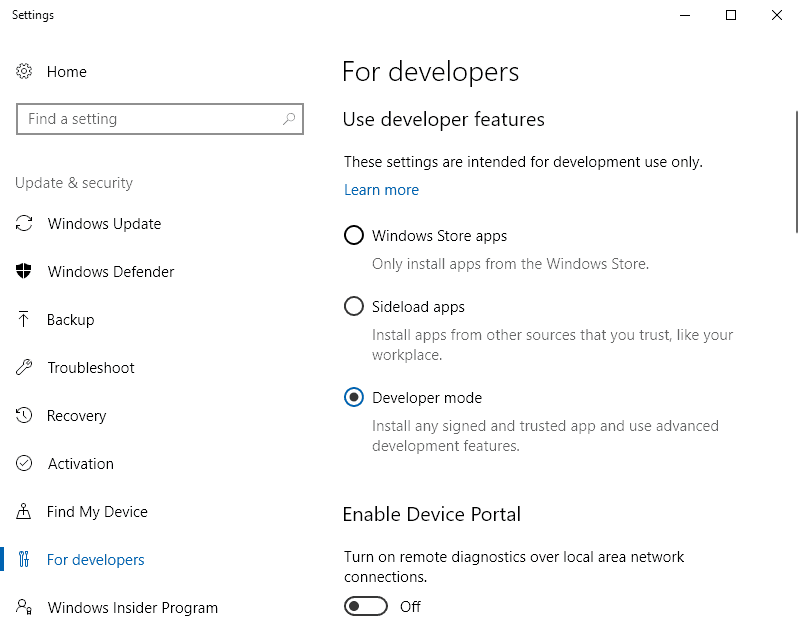 Settings
Home
Find a setting
Update & security
Windows Update
Windows Defender
Backup
Troubleshoot
Recovery
Activation
Find My Device
For developers
Windows Insider Program
For developers
Use developer features
These settings are intended for development use only.
Learn more
Windows Store apps
Only install apps from the Windows Store.
Sideload apps
Install apps from other sources that you trust, like your
workplace.
Developer mode
Install any signed and trusted app and use advanced
development features.
Enable Device Portal
Turn on remote diagnostics over local area network
connections.
Off